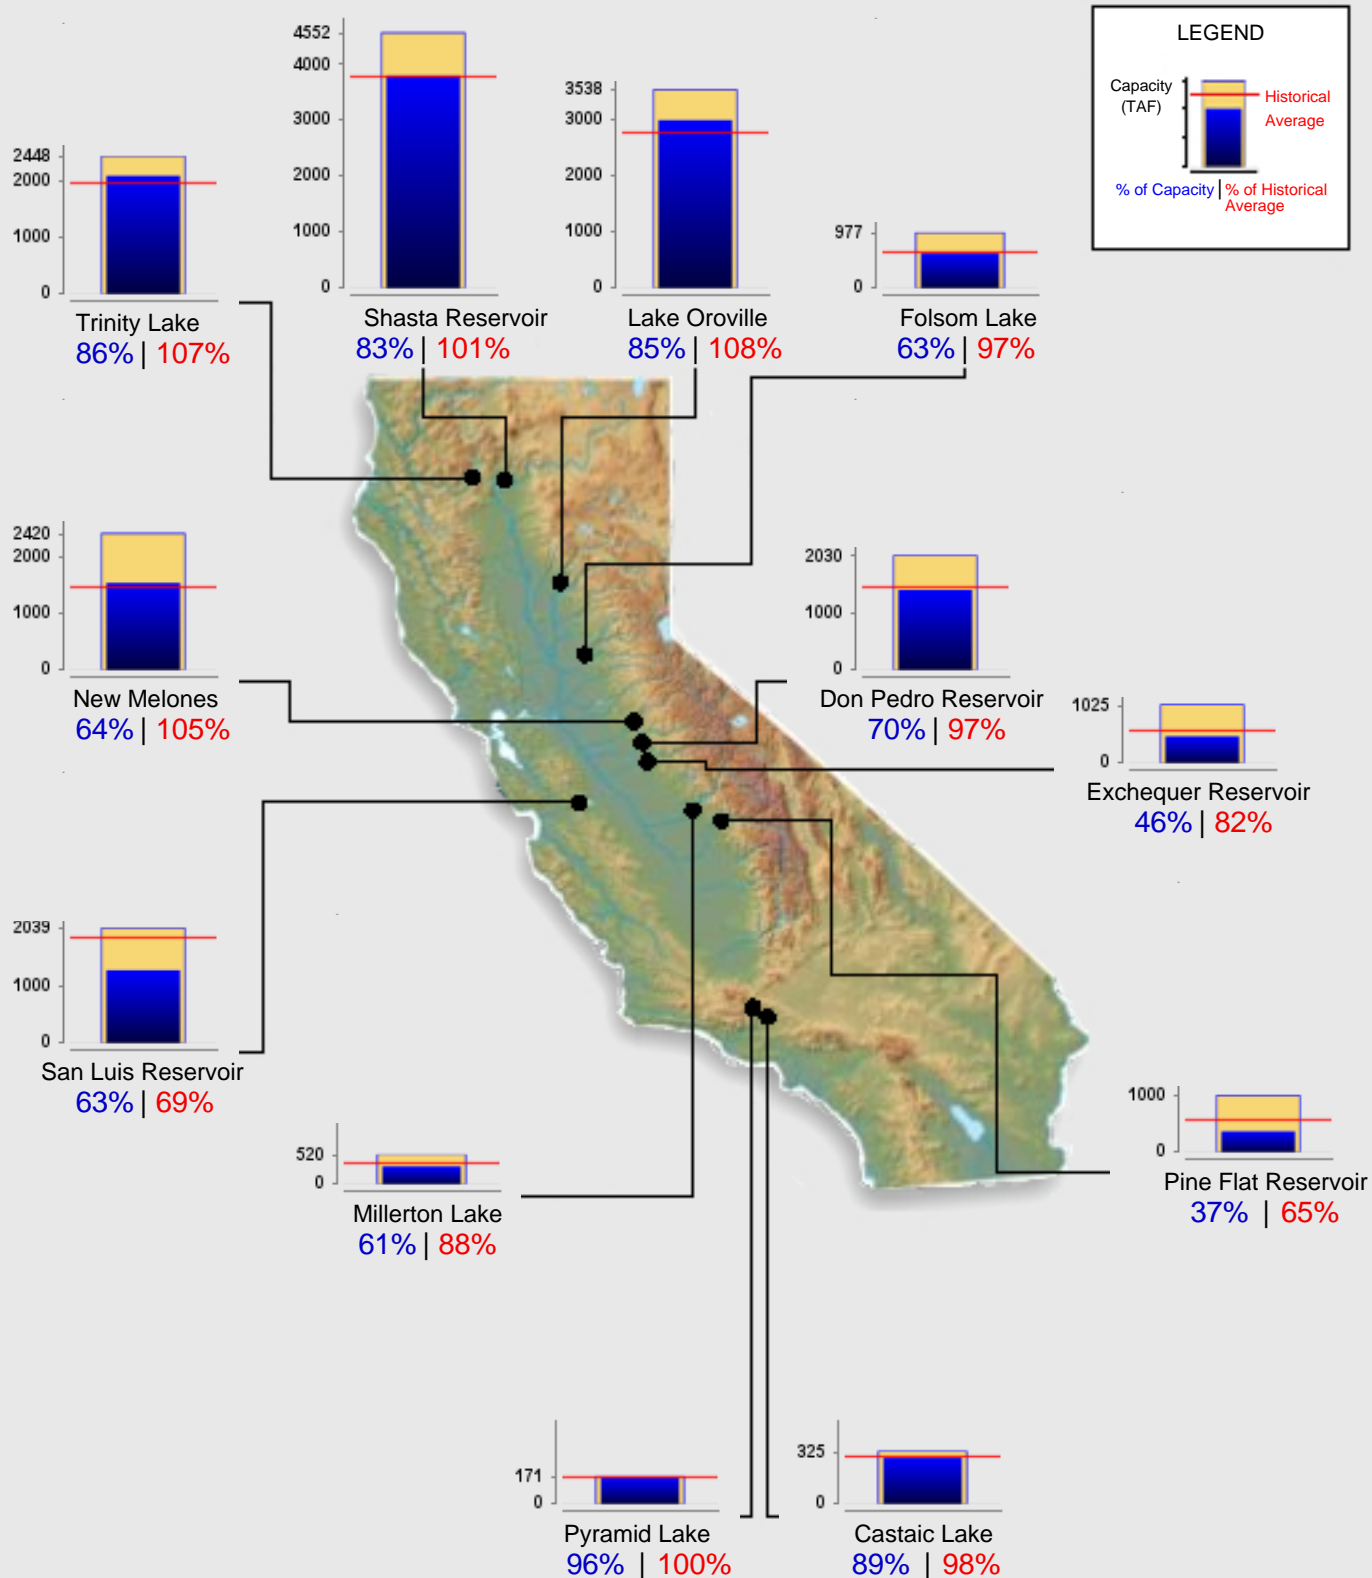 LEGEND
Capacity
(TAF)
Historical
Average
% of Capacity | % of Historical
Average
2448
2000
1000
0
Trinity Lake
86% | 107%
4552
4000
3000
2000
1000
0
Shasta Reservoir
83% | 101%
3538
3000
2000
1000
0
Lake Oroville
85% | 108%
977
0
Folsom Lake
63% | 97%
2420
2000
1000
0
New Melones
64% | 105%
2030
1000
0
Don Pedro Reservoir
70% | 97%
1025
0
Exchequer Reservoir
46% | 82%
2039
1000
0
San Luis Reservoir
63% | 69%
520
0
Millerton Lake
61% | 88%
1000
0
Pine Flat Reservoir
37% | 65%
171
0
Pyramid Lake
96% | 100%
325
0
Castaic Lake
89% | 98%